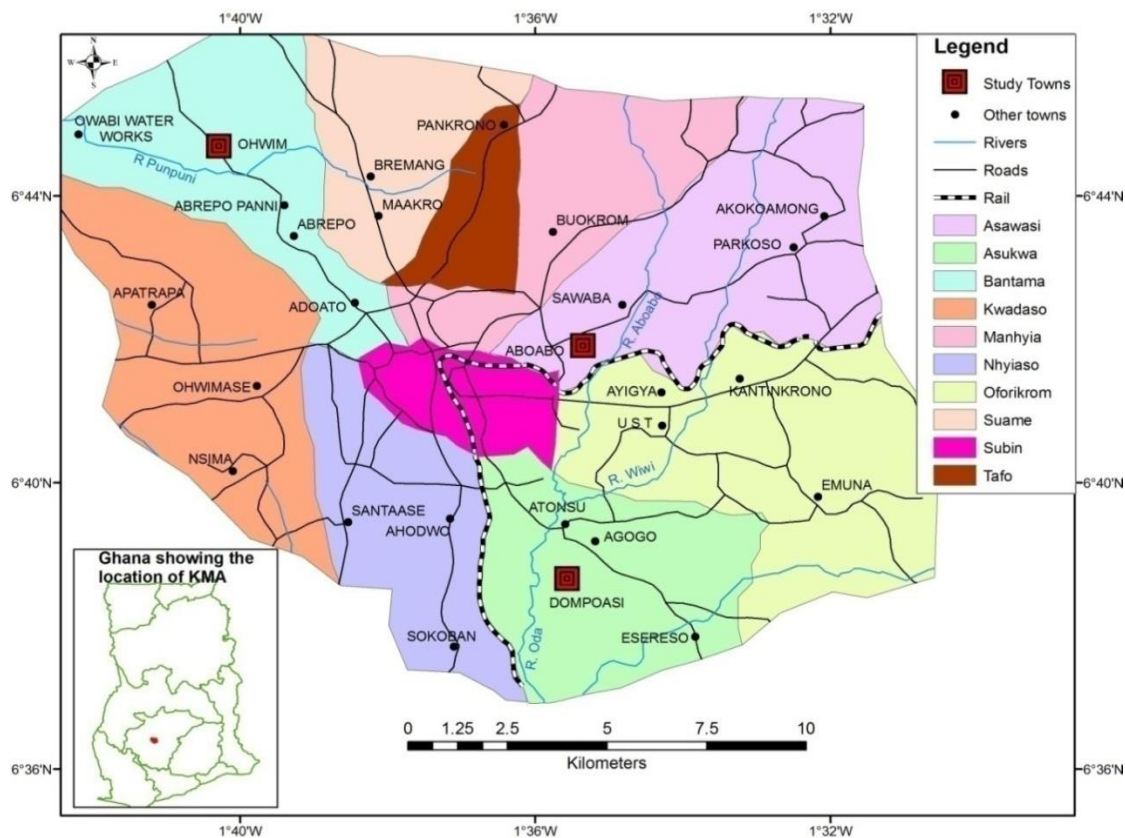 1°40'W
1°36'W
1°32'W
N
W
E
S
Legend
Study Towns
Other towns
Rivers
Roads
Rail
Asawasi
Asukwa
Bantama
Kwadaso
Manhyia
Nhyiaso
Oforikrom
Suame
Subin
Tafo
OWABI WATER
WORKS
OHWIM
R Punpuni
PANKRONO
BREMANG
6°44'N
6°44'N
ABREPO PANNI
MAAKRO
ABREPO
BUOKROM
AKOKOAMONG
PARKOSO
APATRAPA
ADOATO
SAWABA
R. Aboabo
ABOABO
OHWIMASE
AYIGYA
KANTINKRONO
U S T
NSIMA
R. Wiwi
6°40'N
6°40'N
EMUNA
SANTAASE
AHODWO
ATONSU
AGOGO
DOMPOASI
SOKOBAN
R. Oda
ESERESO
Ghana showing the
location of KMA
0
1.25
2.5
5
7.5
10
Kilometers
6°36'N
6°36'N
1°40'W
1°36'W
1°32'W